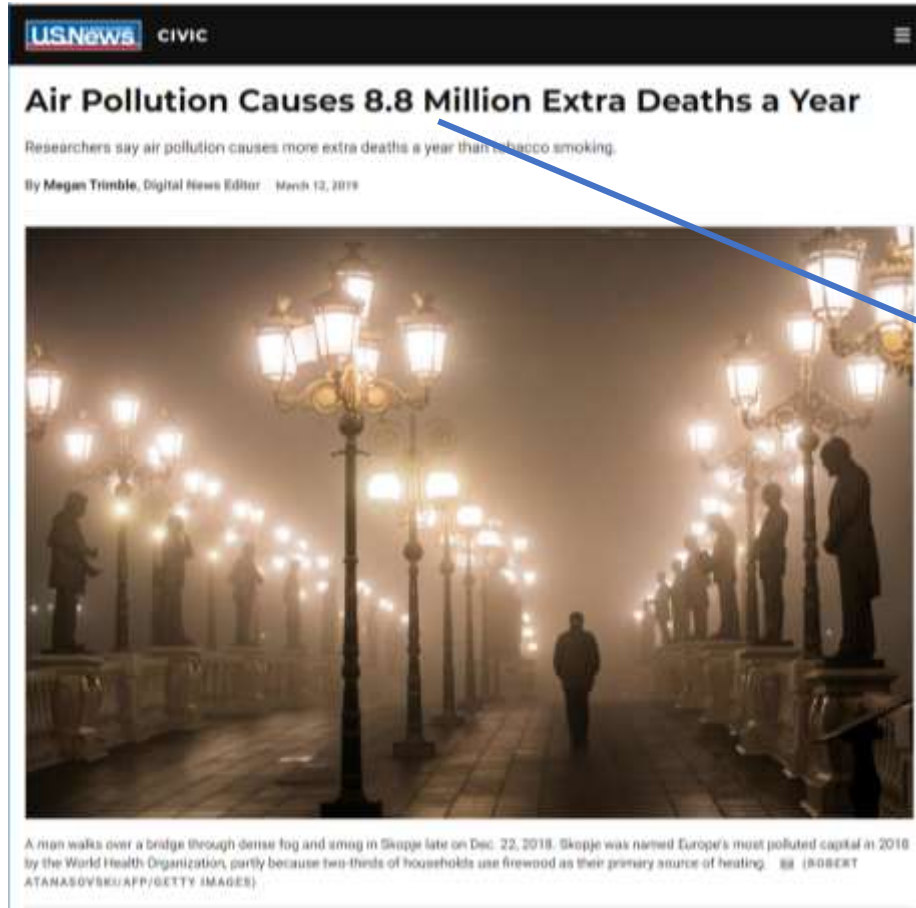 U.S.News CIVIC
Air Pollution Causes 8.8 Million Extra Deaths a Year
Researchers say air pollution causes more extra deaths a year than tobacco smoking.
By Megan Trimble, Digital News Editor March 12, 2019
A man walks over a bridge through dense fog and smog in Skopje late on Dec. 22, 2018. Skopje was named Europe's most polluted capital in 2018
by the World Health Organization, partly because two-thirds of households use firewood as their primary source of heating. (ROBERT
ATANASOVSKI/AFP/GETTY IMAGES)